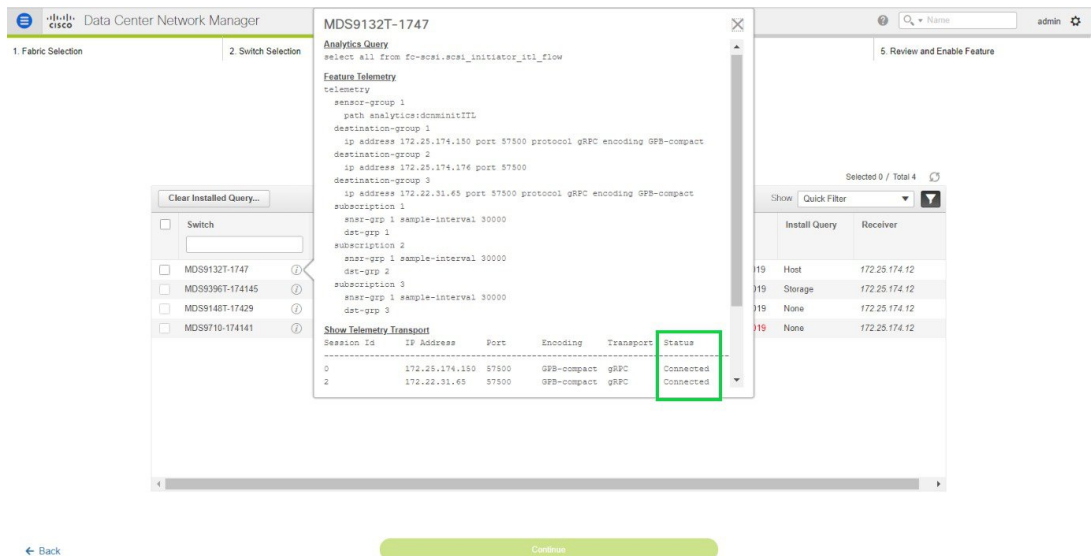 cisco Data Center Network Manager
Name
admin
1. Fabric Selection
2. Switch Selection
5. Review and Enable Feature
MDS9132T-1747
Analytics Query
select all from fc-scsi.scsi_initiator_itl_flow
Feature Telemetry
telemetry
sensor-group 1
path analytics:dcnminitITL
destination-group 1
ip address 172.25.174.150 port 57500 protocol gRPC encoding GPB-compact
destination-group 2
ip address 172.25.174.176 port 57500
destination-group 3
ip address 172.22.31.65 port 57500 protocol gRPC encoding GPB-compact
subscription 1
snsr-grp 1 sample-interval 30000
dst-grp 1
subscription 2
snsr-grp 1 sample-interval 30000
dst-grp 2
subscription 3
snsr-grp 1 sample-interval 30000
dst-grp 3
Show Telemetry Transport
Session Id IP Address Port Encoding Transport Status
0 172.25.174.150 57500 GPB-compact gRPC Connected
2 172.22.31.65 57500 GPB-compact gRPC Connected
Selected 0 / Total 4
Clear Installed Query...
Show Quick Filter
Switch Install Query Receiver
MDS9132T-1747 019 Host 172.25.174.12
MDS9396T-174145 019 Storage 172.25.174.12
MDS9148T-17429 019 None 172.25.174.12
MDS9710-174141 019 None 172.25.174.12
Back
Continue